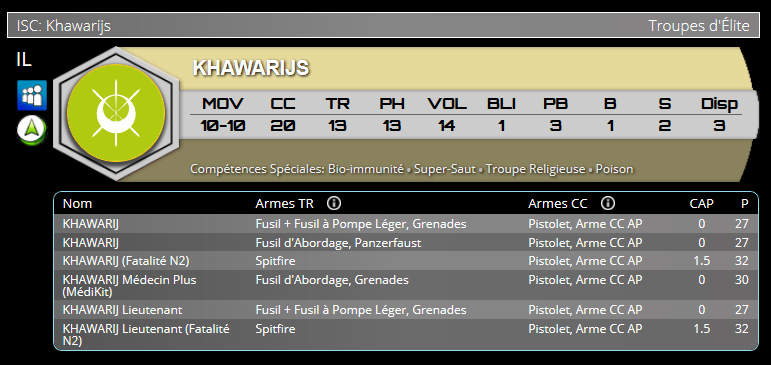 ISC: Khawarijs Troupes d'Élite
IL
KHAWARIJS
MOV CC TR PH VOL BLI PB B S Disp
10-10 20 13 13 14 1 3 1 2 3
Compétences Spéciales: Bio-immunité • Super-Saut • Troupe Religieuse • Poison
Nom Armes TR Armes CC CAP P
KHAWARIJ Fusil + Fusil à Pompe Léger, Grenades Pistolet, Arme CC AP 0 27
KHAWARIJ Fusil d'Abordage, Panzerfaust Pistolet, Arme CC AP 0 27
KHAWARIJ (Fatalité N2) Spitfire Pistolet, Arme CC AP 1.5 32
KHAWARIJ Médecin Plus Fusil d'Abordage, Grenades Pistolet, Arme CC AP 0 30
(MédiKit)
KHAWARIJ Lieutenant Fusil + Fusil à Pompe Léger, Grenades Pistolet, Arme CC AP 0 27
KHAWARIJ Lieutenant (Fatalité Spitfire Pistolet, Arme CC AP 1.5 32
N2)